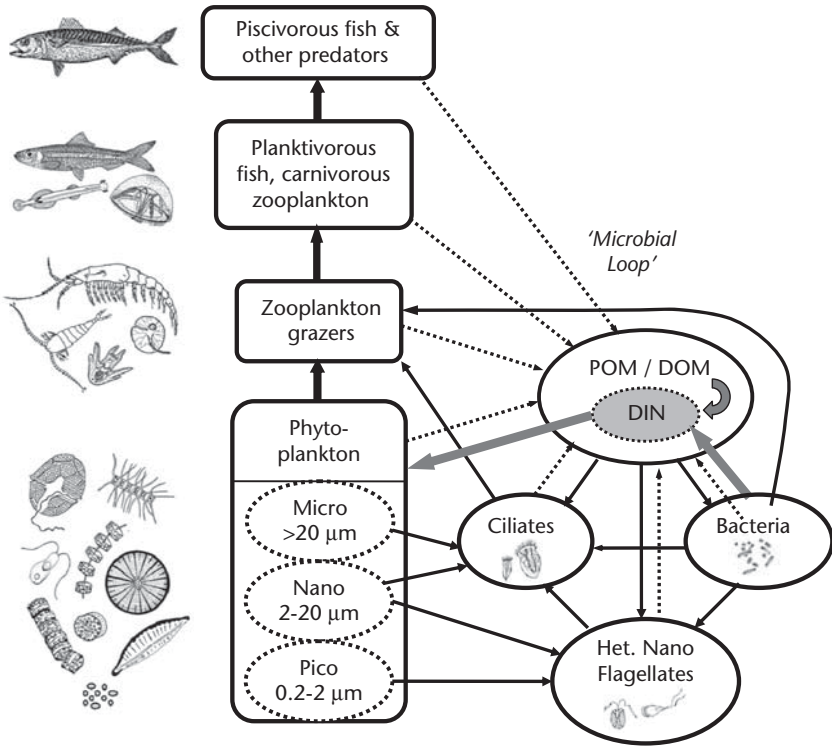 Piscivorous fish &
other predators
Planktivorous
fish, carnivorous
zooplankton
'Microbial
Loop'
Zooplankton
grazers
POM / DOM
DIN
Phyto-
plankton
Micro
>20 μm
Ciliates
Bacteria
Nano
2-20 μm
Het. Nano
Flagellates
Pico
0.2-2 μm